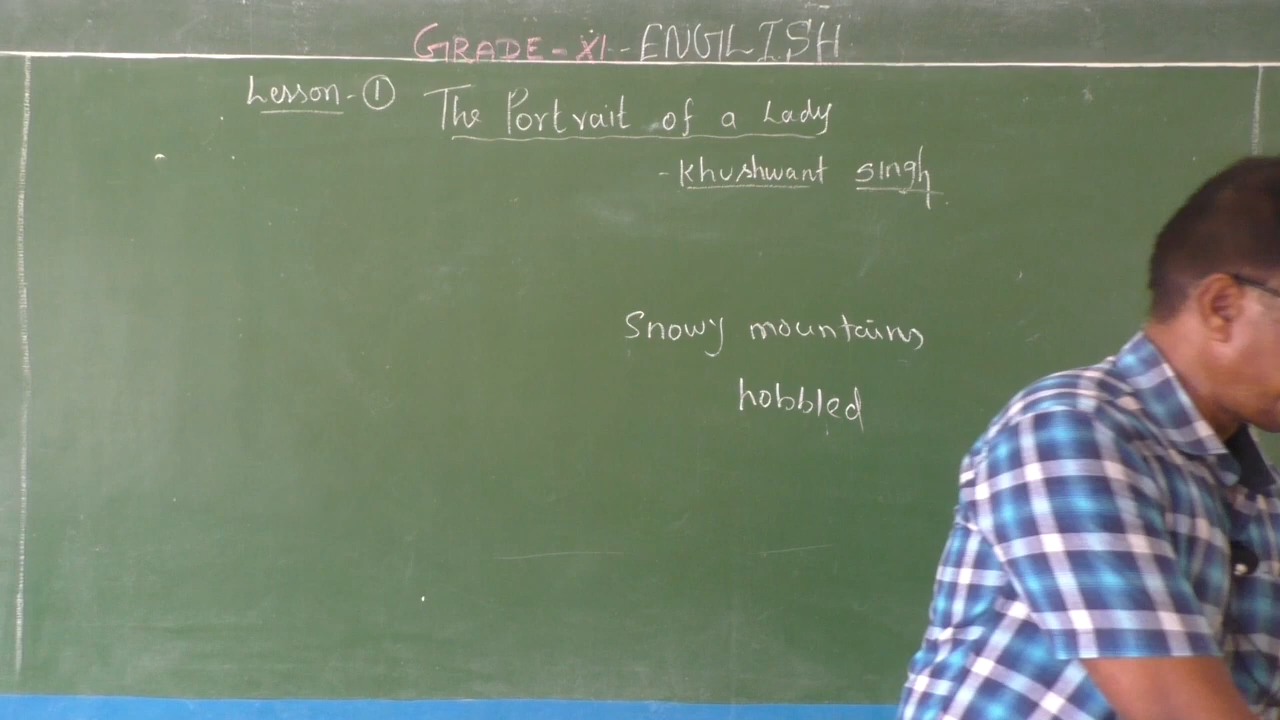 GRADE-XI-ENGLISH
Lesson-① The Portrait of a Lady
-Khushwant Singh
Snowy mountains
hobbled